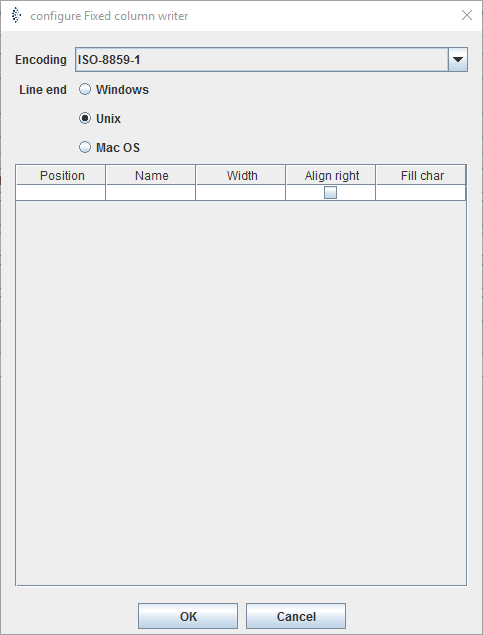 configure Fixed column writer
Encoding ISO-8859-1
Line end Windows
Unix
Mac OS
Position Name Width Align right Fill char
OK Cancel